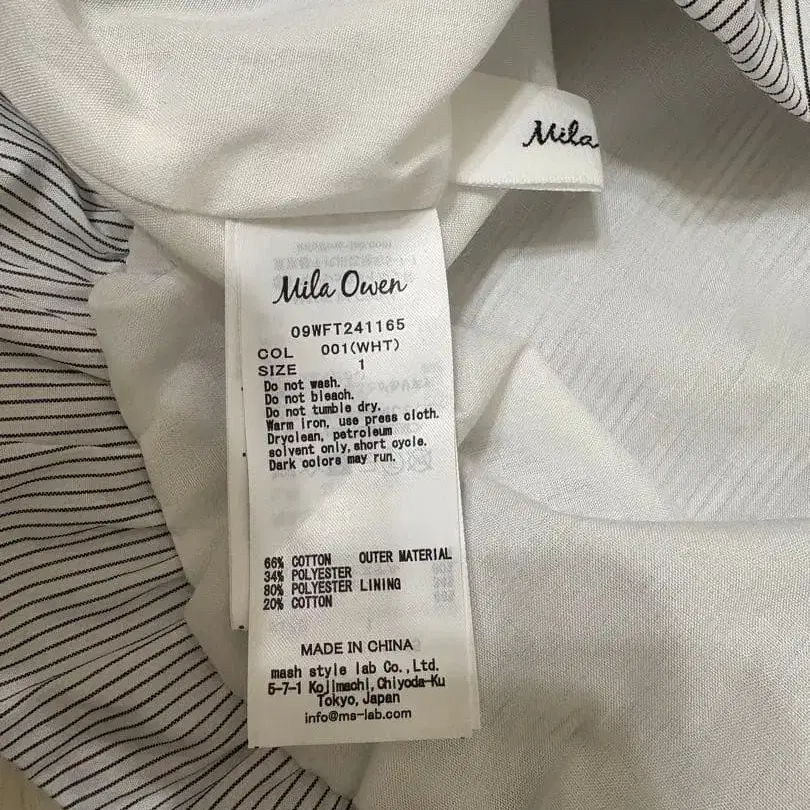 Mila
Mila Owen
09WFT241165
COL 001(WHT)
SIZE 1
Do not wash.
Do not bleach.
Do not tumble dry.
Warm iron, use press cloth.
Dryclean, petroleum
solvent only,short cycle.
Dark colors may run.
66% COTTON OUTER MATERIAL
34% POLYESTER
80% POLYESTER LINING
20% COTTON
MADE IN CHINA
mash style lab Co.,Ltd.
5-7-1 Kojimachi,Chiyoda-Ku
Tokyo,Japan
info@ms-lab.com